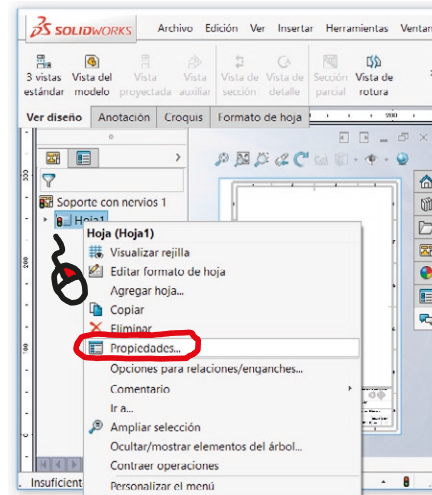 SOLIDWORKS Archivo Edición Ver Insertar Herramientas Ventan
3 vistas estándar
Vista del modelo
Vista proyectada
Vista auxiliar
Vista de sección
Vista de detalle
Sección parcial
Vista de rotura
Ver diseño Anotación Croquis Formato de hoja
Soporte con nervios 1
Hoja1
Hoja (Hoja1)
Visualizar rejilla
Editar formato de hoja
Agregar hoja...
Copiar
Eliminar
Propiedades...
Opciones para relaciones/enganches...
Comentario
Ir a...
Ampliar selección
Ocultar/mostrar elementos del árbol...
Contraer operaciones
Personalizar el menú
Insuficient